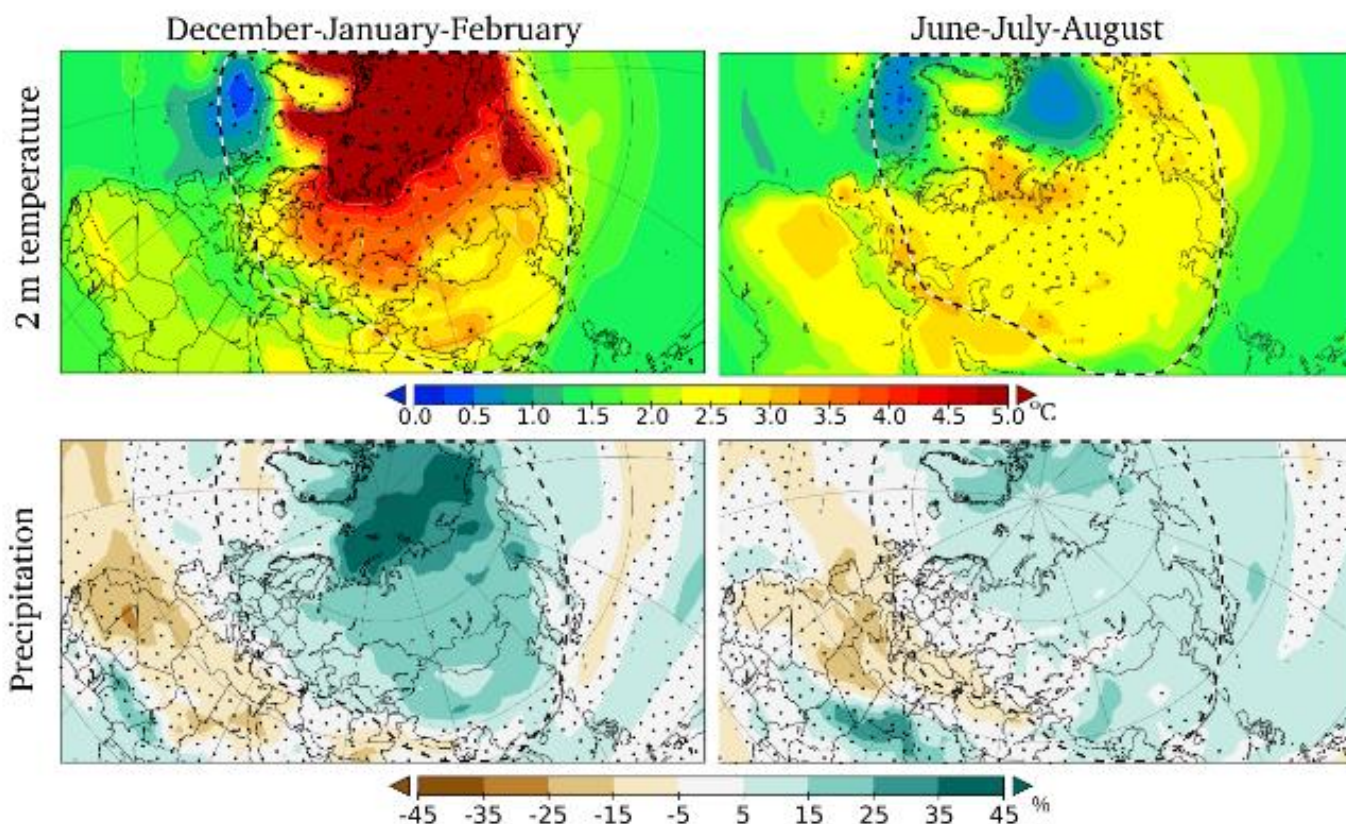 December-January-February
June-July-August
2 m temperature
0.0 0.5 1.0 1.5 2.0 2.5 3.0 3.5 4.0 4.5 5.0 °C
Precipitation
-45 -35 -25 -15 -5 5 15 25 35 45 %